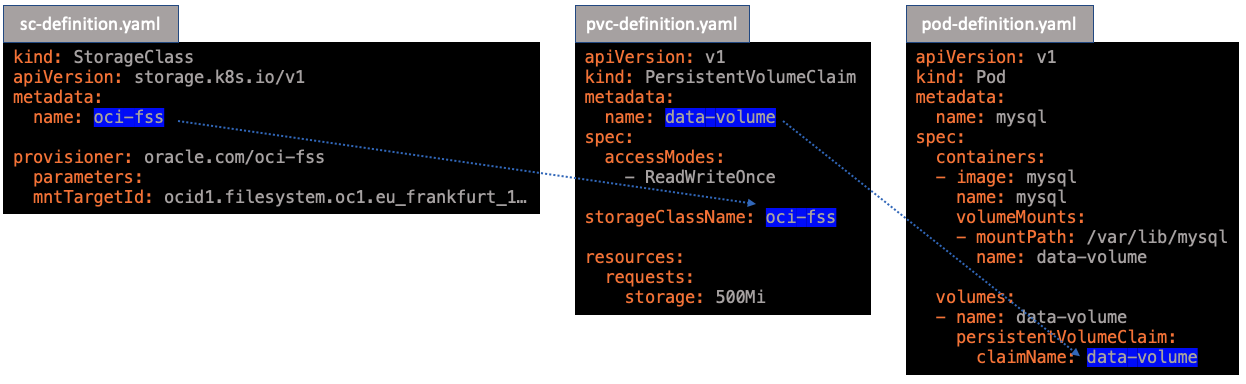 sc-definition.yaml
kind: StorageClass
apiVersion: storage.k8s.io/v1
metadata:
  name: oci-fss
provisioner: oracle.com/oci-fss
  parameters:
  mntTargetId: ocid1.filesystem.oc1.eu_frankfurt_1…
pvc-definition.yaml
apiVersion: v1
kind: PersistentVolumeClaim
metadata:
  name: data-volume
spec:
  accessModes:
    - ReadWriteOnce
storageClassName: oci-fss
resources:
  requests:
    storage: 500Mi
pod-definition.yaml
apiVersion: v1
kind: Pod
metadata:
  name: mysql
spec:
  containers:
  - image: mysql
    name: mysql
    volumeMounts:
    - mountPath: /var/lib/mysql
      name: data-volume
  volumes:
  - name: data-volume
    persistentVolumeClaim:
      claimName: data-volume